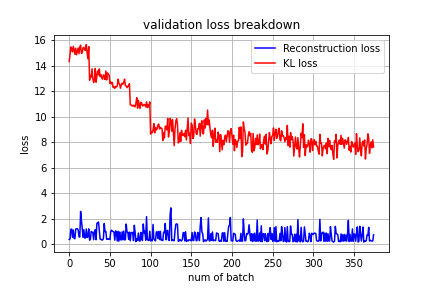 validation loss breakdown
Reconstruction loss
KL loss
16
14
12
10
8
6
4
2
0
loss
0 50 100 150 200 250 300 350
num of batch